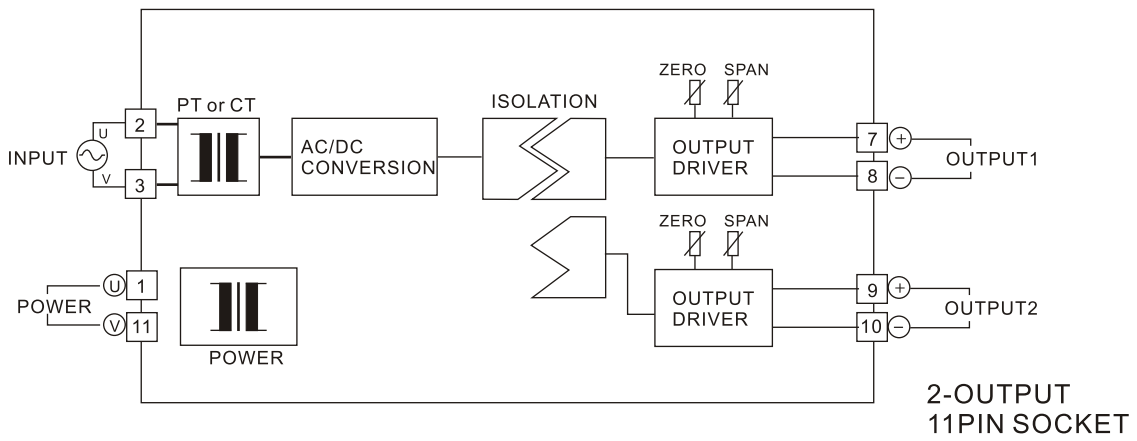 PT or CT
ISOLATION
ZERO SPAN
INPUT
U
V
2
3
AC/DC
CONVERSION
OUTPUT
DRIVER
7
8
+
−
OUTPUT1
ZERO SPAN
POWER
U
V
1
11
POWER
OUTPUT
DRIVER
9
10
+
−
OUTPUT2
2-OUTPUT
11PIN SOCKET